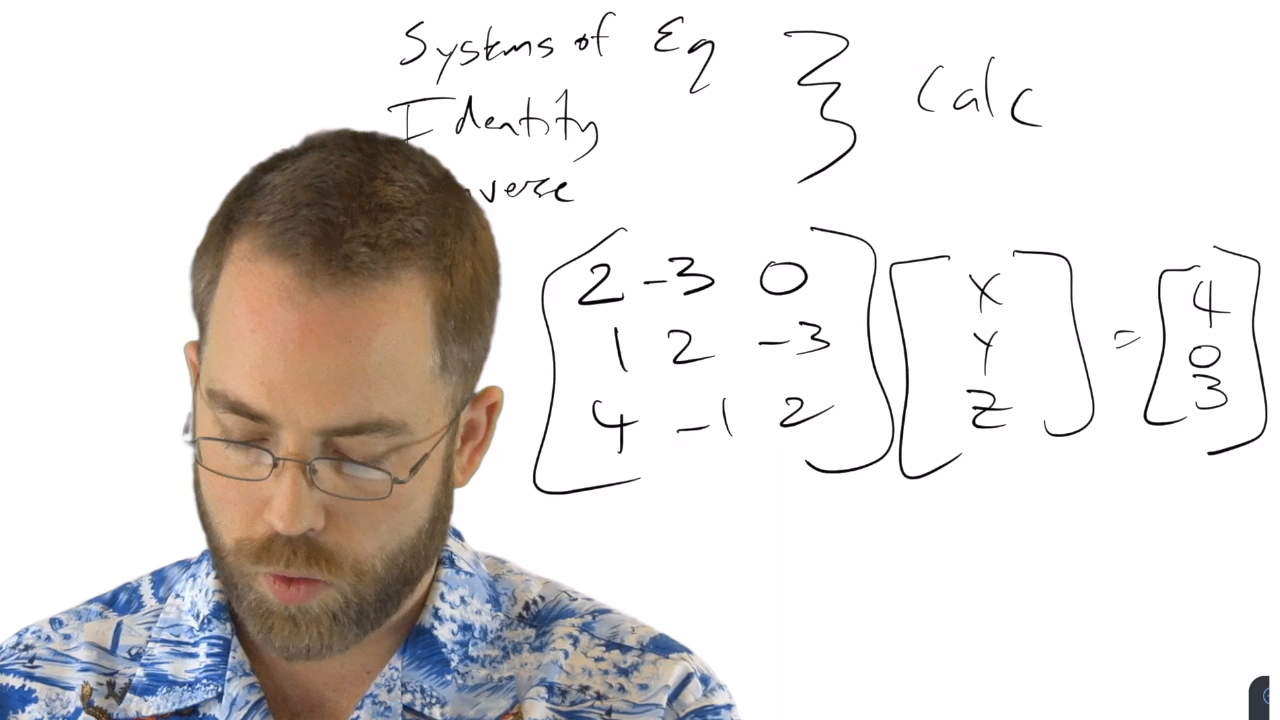 Systems of Eq } Calc
Identity
[ 2 -3 0 ] [ x ] = [ 4 ]
[ 1 2 -3 ] [ y ] [ 0 ]
[ 4 -1 2 ] [ z ] [ 3 ]